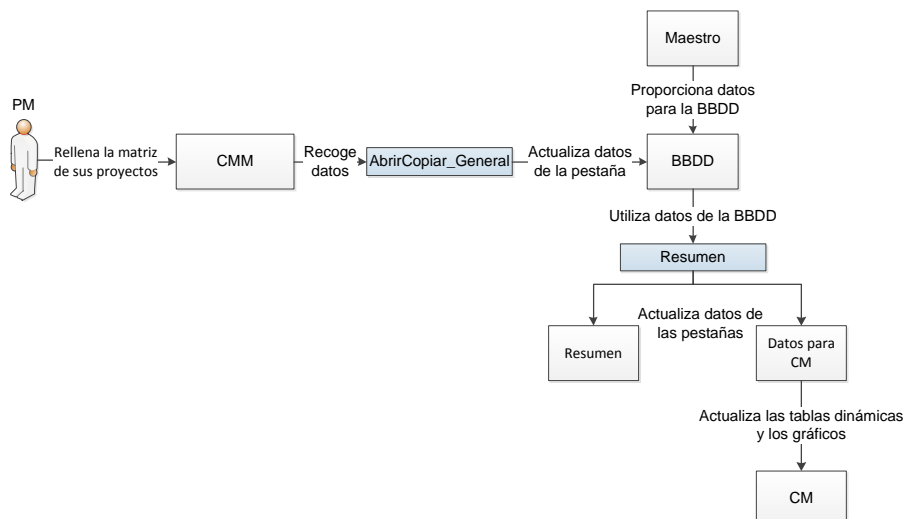 Maestro
Proporciona datos
para la BBDD
PM
Rellena la matriz
de sus proyectos
CMM
Recoge
datos
AbrirCopiar_General
Actualiza datos
de la pestaña
BBDD
Utiliza datos de la BBDD
Resumen
Actualiza datos de
las pestañas
Resumen
Datos para
CM
Actualiza las tablas dinámicas
y los gráficos
CM